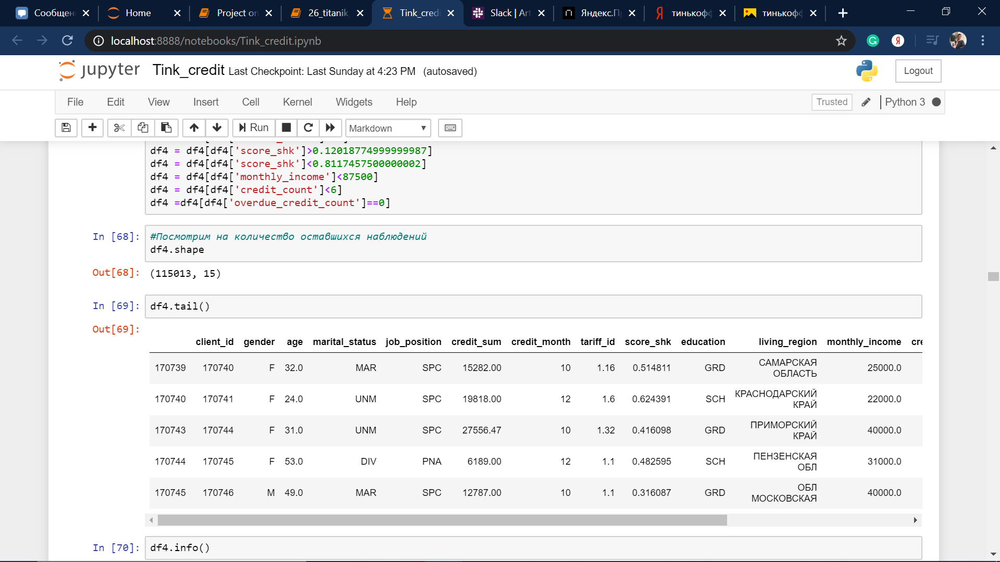 Сообщен
Home
Project on
26_titanik
Tink_credi
Slack | Art
Яндекс.П
тинькофф
тинькофф
localhost:8888/notebooks/Tink_credit.ipynb
jupyter Tink_credit Last Checkpoint: Last Sunday at 4:23 PM (autosaved)
Logout
File Edit View Insert Cell Kernel Widgets Help
Trusted
Python 3
Run
Markdown
df4 = df4[df4['score_shk']>0.12018774999999987]
df4 = df4[df4['score_shk']<0.8117457500000002]
df4 = df4[df4['monthly_income']<87500]
df4 = df4[df4['credit_count']<6]
df4 =df4[df4['overdue_credit_count']==0]
In [68]:
#Посмотрим на количество оставшихся наблюдений
df4.shape
Out[68]: (115013, 15)
In [69]: df4.tail()
Out[69]:
client_id gender age marital_status job_position credit_sum credit_month tariff_id score_shk education living_region monthly_income cre
170739 170740 F 32.0 MAR SPC 15282.00 10 1.16 0.514811 GRD САМАРСКАЯ ОБЛАСТЬ 25000.0
170740 170741 F 24.0 UNM SPC 19818.00 12 1.6 0.624391 SCH КРАСНОДАРСКИЙ КРАЙ 22000.0
170743 170744 F 31.0 UNM SPC 27556.47 10 1.32 0.416098 GRD ПРИМОРСКИЙ КРАЙ 40000.0
170744 170745 F 53.0 DIV PNA 6189.00 12 1.1 0.482595 SCH ПЕНЗЕНСКАЯ ОБЛ 31000.0
170745 170746 M 49.0 MAR SPC 12787.00 10 1.1 0.316087 GRD ОБЛ МОСКОВСКАЯ 40000.0
In [70]: df4.info()